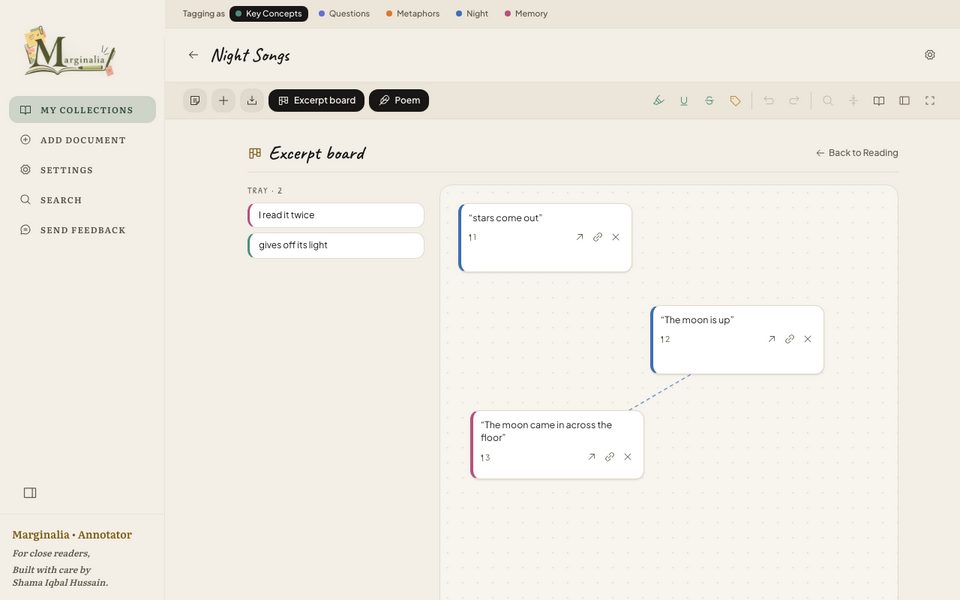 Tagging as Key Concepts Questions Metaphors Night Memory
Marginalia
Night Songs
Excerpt board Poem
MY COLLECTIONS
ADD DOCUMENT
SETTINGS
SEARCH
SEND FEEDBACK
Excerpt board
Back to Reading
TRAY · 2
I read it twice
gives off its light
“stars come out”
¶1
“The moon is up”
¶2
“The moon came in across the
floor”
¶3
Marginalia • Annotator
For close readers,
Built with care by
Shama Iqbal Hussain.